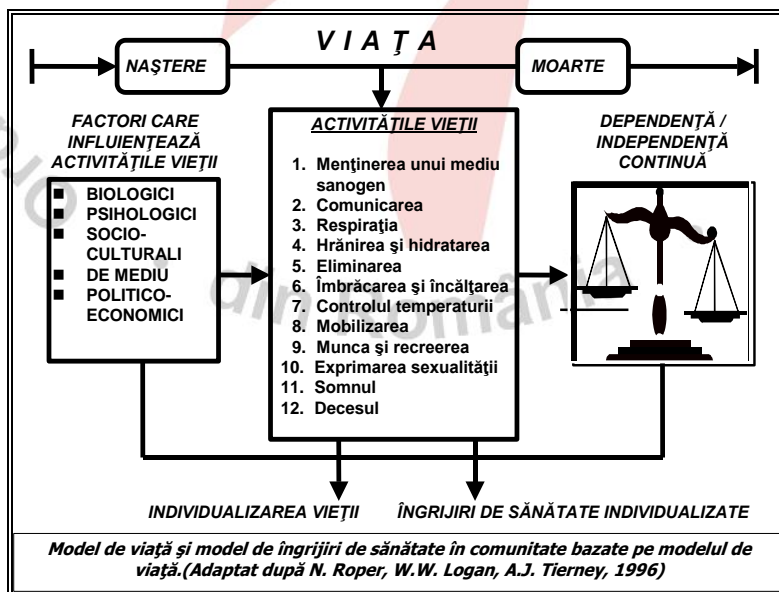 V I A Ţ A
NAŞTERE
MOARTE
FACTORI CARE
INFLUIENŢEAZĂ
ACTIVITĂŢILE VIEŢII
BIOLOGICI
PSIHOLOGICI
SOCIO-
CULTURALI
DE MEDIU
POLITICO-
ECONOMICI
ACTIVITĂŢILE VIEŢII
1. Menţinerea unui mediu
sanogen
2. Comunicarea
3. Respiraţia
4. Hrănirea şi hidratarea
5. Eliminarea
6. Îmbrăcarea şi încălţarea
7. Controlul temperaturii
8. Mobilizarea
9. Munca şi recreerea
10. Exprimarea sexualităţii
11. Somnul
12. Decesul
DEPENDENŢĂ /
INDEPENDENŢĂ
CONTINUĂ
INDIVIDUALIZAREA VIEŢII
ÎNGRIJIRI DE SĂNĂTATE INDIVIDUALIZATE
Model de viaţă şi model de îngrijiri de sănătate în comunitate bazate pe modelul de
viaţă.(Adaptat după N. Roper, W.W. Logan, A.J. Tierney, 1996)
din România